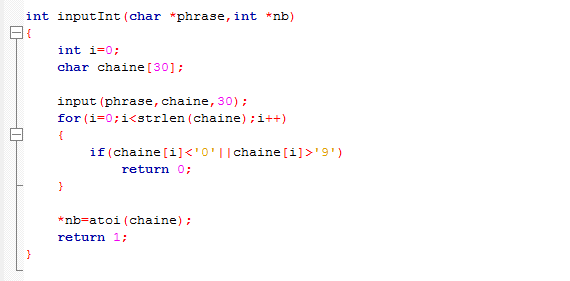 int inputInt(char *phrase,int *nb)
{
    int i=0;
    char chaine[30];
    input(phrase,chaine,30);
    for(i=0;i<strlen(chaine);i++)
    {
        if(chaine[i]<'0'||chaine[i]>'9')
            return 0;
    }
    *nb=atoi(chaine);
    return 1;
}